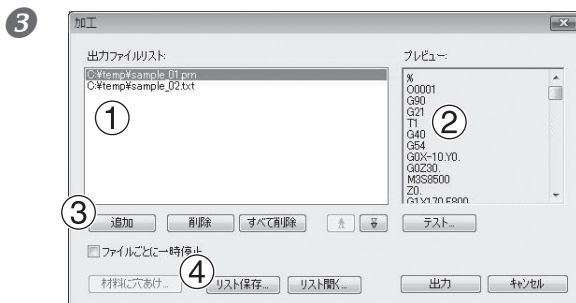 3
加工
出力ファイルリスト:
C:¥temp¥sample_01.prn
C:¥temp¥sample_02.txt
①
プレビュー:
%
O0001
G90
G21
T1
G40
G54
G0X-10.Y0.
G0Z30.
M3S8500
Z0.
G1X170.F800
②
③
追加 削除 すべて削除 テスト...
ファイルごとに一時停止
④
材料に穴あけ... リスト保存... リスト開く... 出力 キャンセル